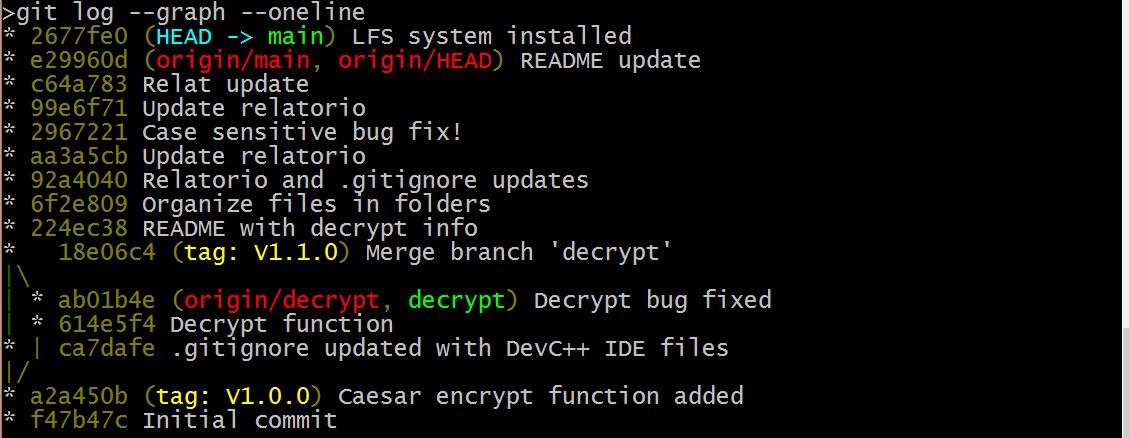 >git log --graph --oneline
* 2677fe0 (HEAD -> main) LFS system installed
* e29960d (origin/main, origin/HEAD) README update
* c64a783 Relat update
* 99e6f71 Update relatorio
* 2967221 Case sensitive bug fix!
* aa3a5cb Update relatorio
* 92a4040 Relatorio and .gitignore updates
* 6f2e809 Organize files in folders
* 224ec38 README with decrypt info
*   18e06c4 (tag: V1.1.0) Merge branch 'decrypt'
|\
| * ab01b4e (origin/decrypt, decrypt) Decrypt bug fixed
| * 614e5f4 Decrypt function
* | ca7dafe .gitignore updated with DevC++ IDE files
|/
* a2a450b (tag: V1.0.0) Caesar encrypt function added
* f47b47c Initial commit